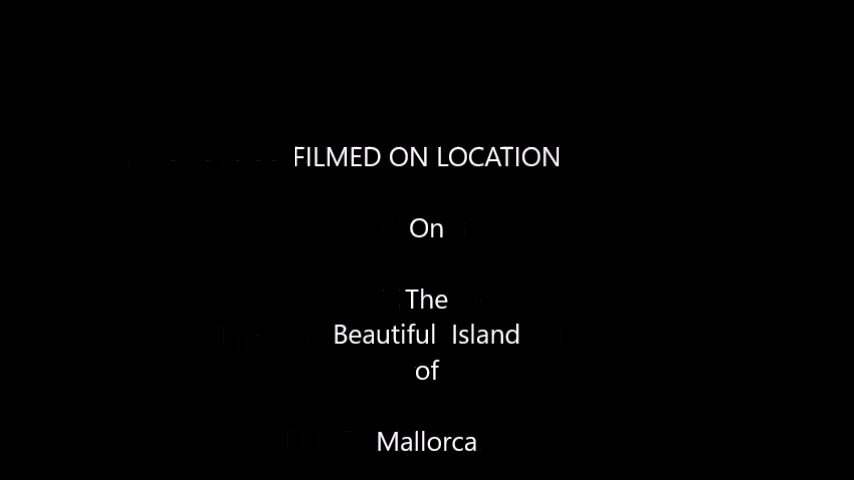 FILMED ON LOCATION
On
The
Beautiful  Island
of
Mallorca